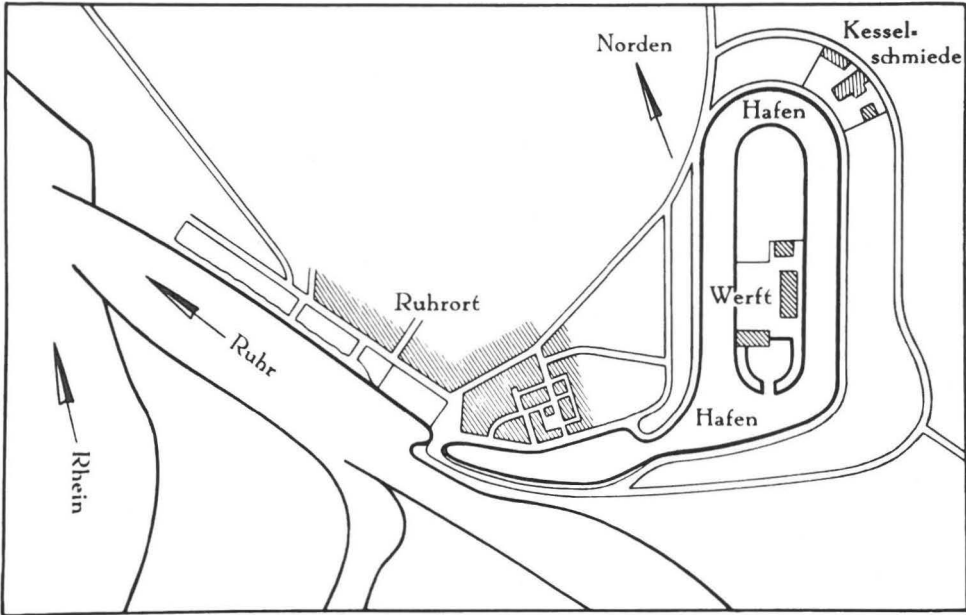 Kessel=
schmiede
Norden
Hafen
Ruhrort
Werft
Ruhr
Hafen
Rhein